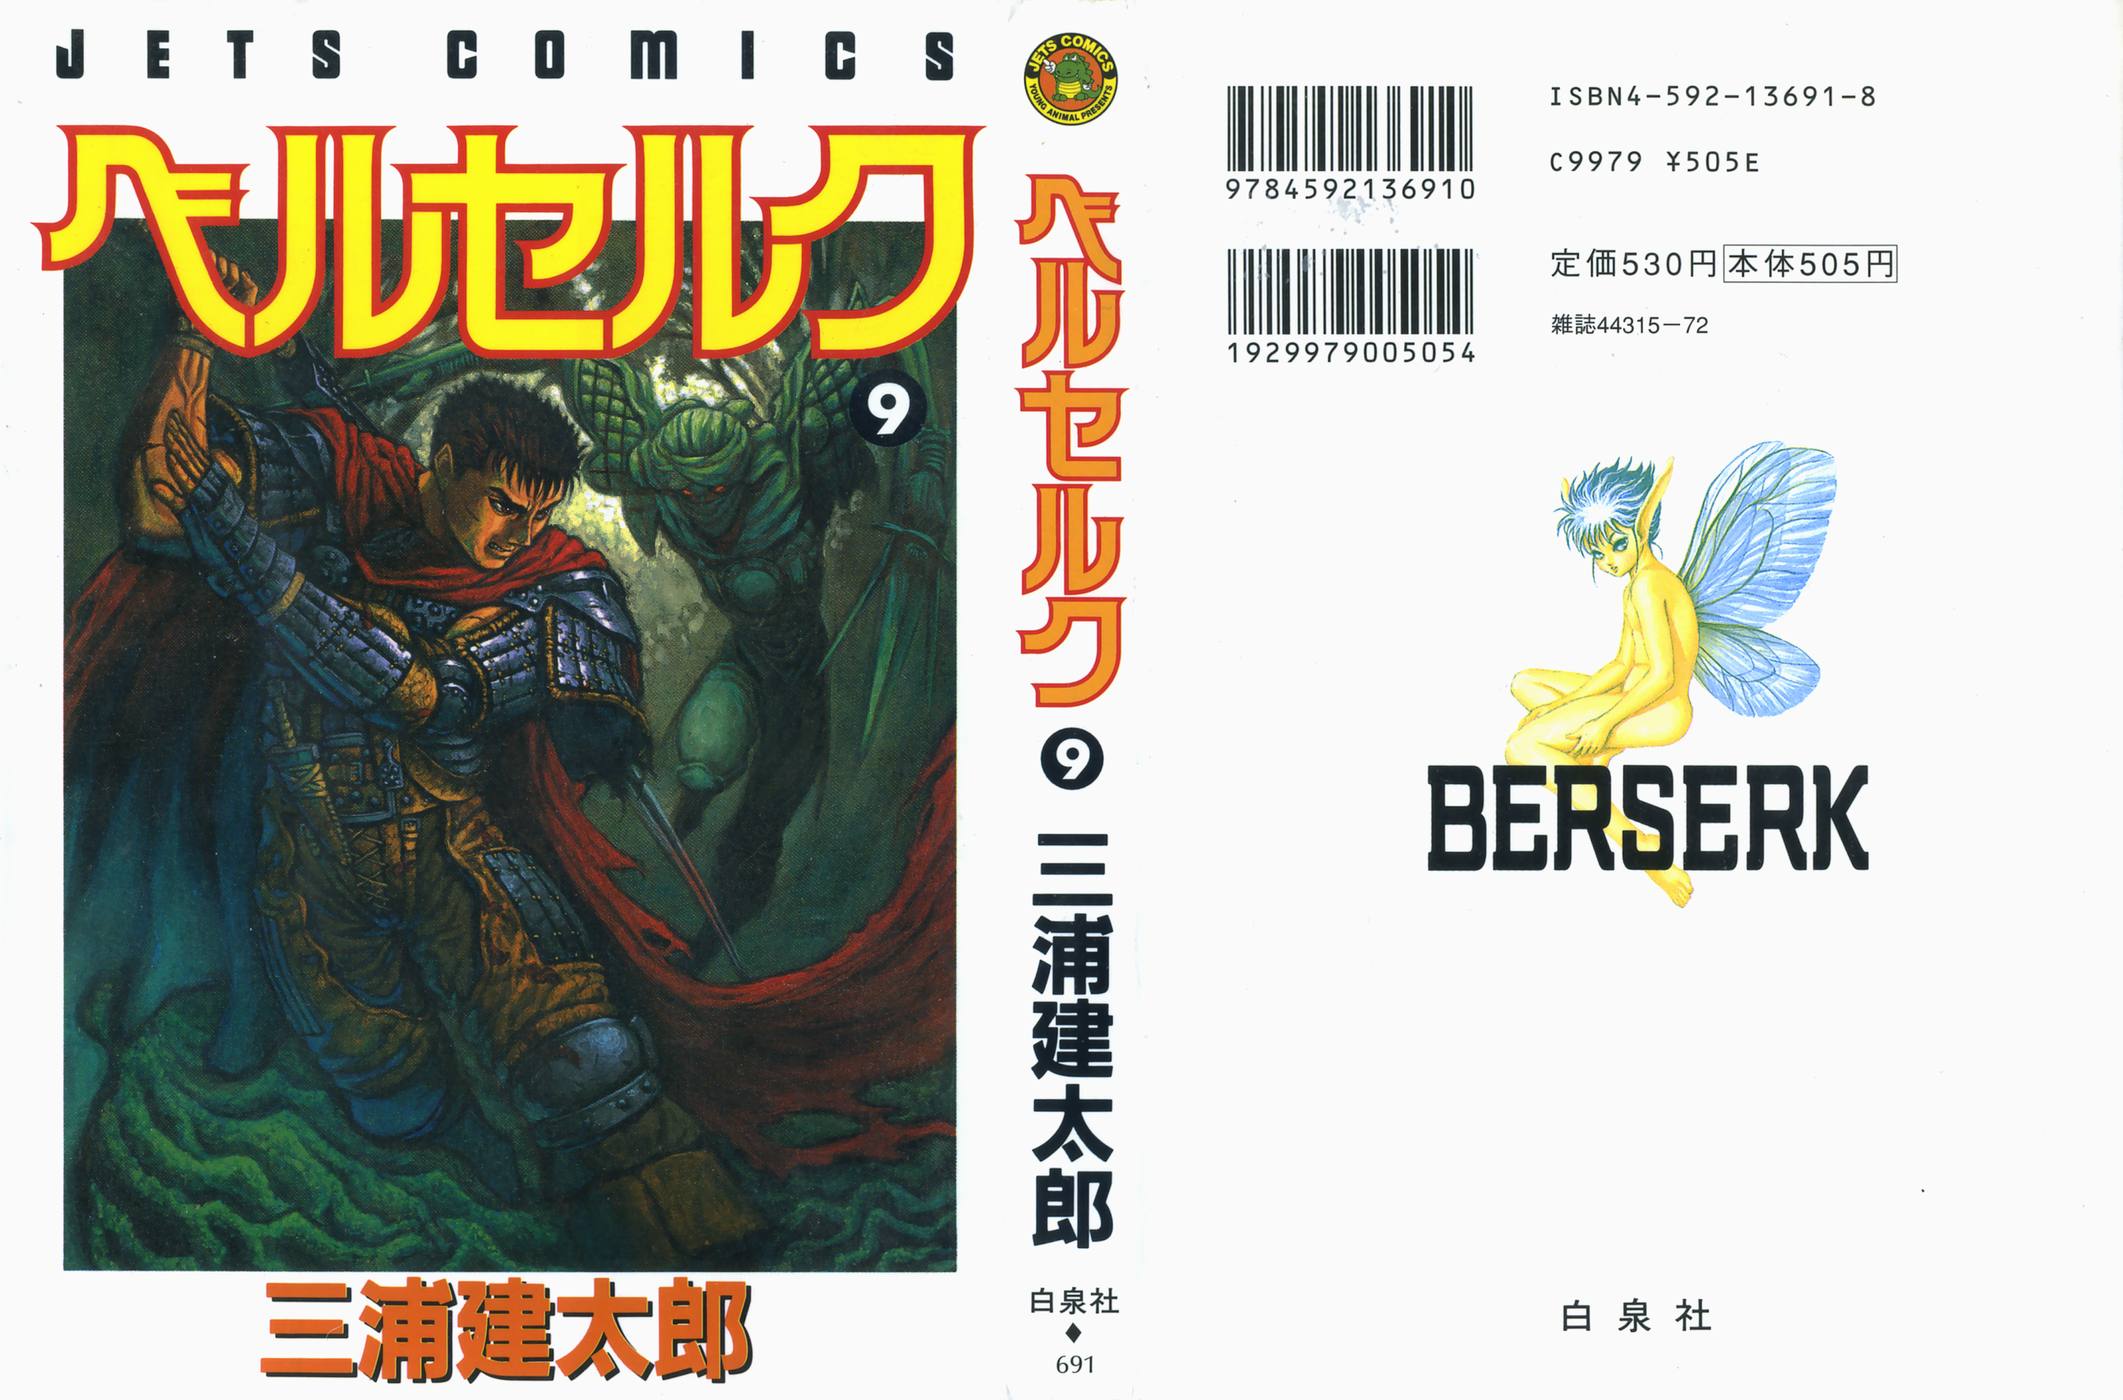 JETS COMICS
ベルセルク
9
三浦建太郎
JETS COMICS
YOUNG ANIMAL PRESENTS
ベルセルク
9
三浦建太郎
白泉社
♦
691
9784592136910
1929979005054
ISBN4-592-13691-8
C9979 ¥505E
定価530円 本体505円
雑誌44315-72
BERSERK
白泉社